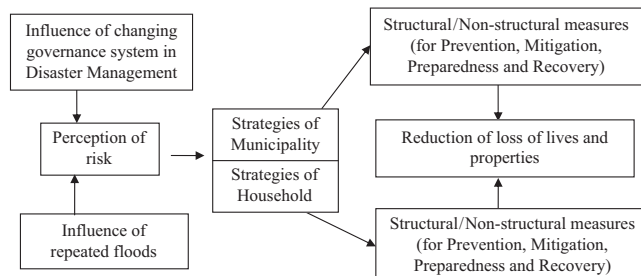 Influence of changing
governance system in
Disaster Management
Perception of
risk
Influence of
repeated floods
Strategies of
Municipality
Strategies of
Household
Structural/Non-structural measures
(for Prevention, Mitigation,
Preparedness and Recovery)
Reduction of loss of lives and
properties
Structural/Non-structural measures
(for Prevention, Mitigation,
Preparedness and Recovery)